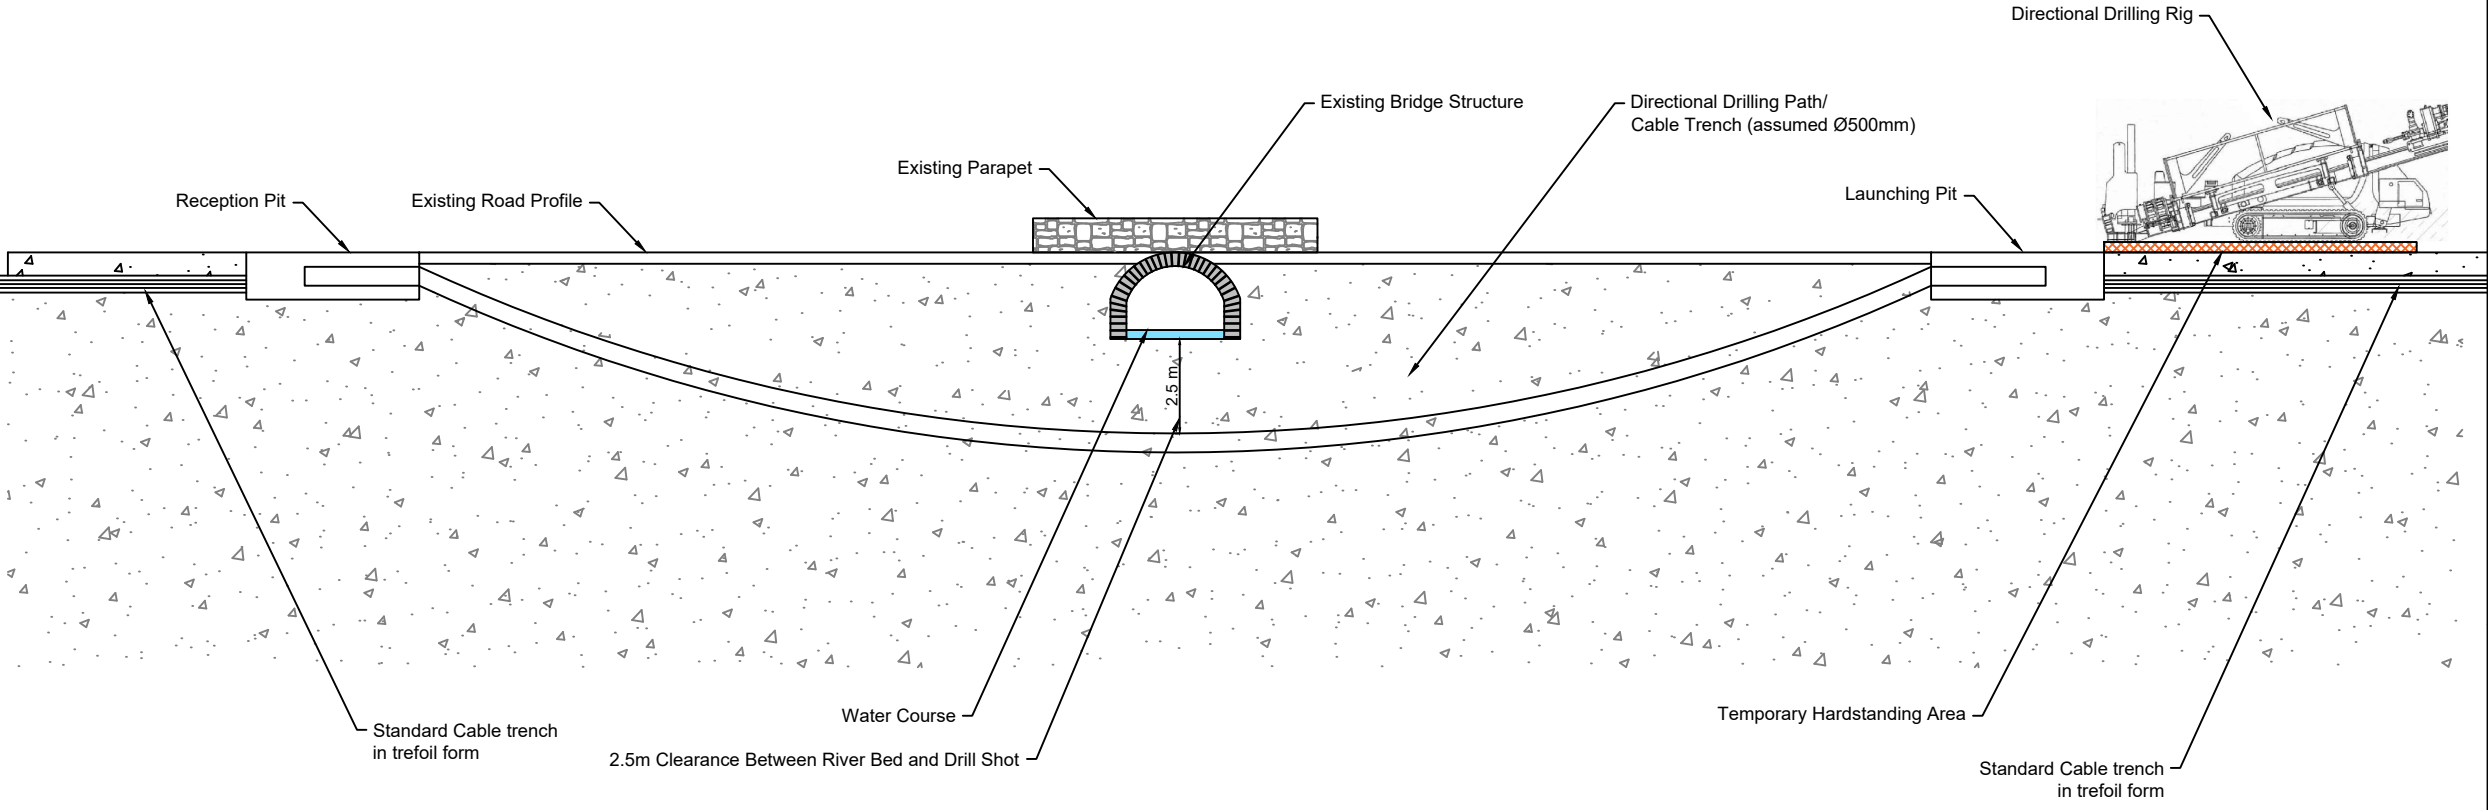 Directional Drilling Rig
Existing Bridge Structure
Directional Drilling Path/
Cable Trench (assumed Ø500mm)
Existing Parapet
Reception Pit
Existing Road Profile
Launching Pit
2.5 m
Water Course
Temporary Hardstanding Area
Standard Cable trench
in trefoil form
2.5m Clearance Between River Bed and Drill Shot
Standard Cable trench
in trefoil form